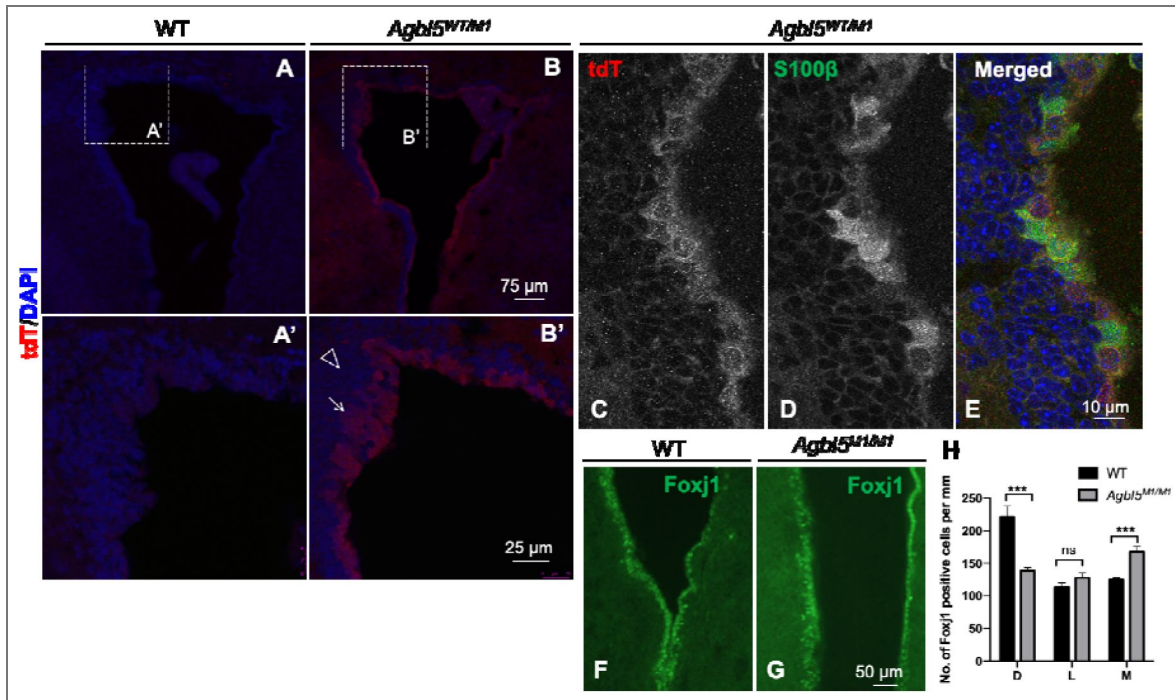 WT
Agbl5WT/M1
Agbl5WT/M1
A
A'
B
B'
75 µm
tdT/DAPI
A'
B'
25 µm
tdT
S100β
Merged
C
D
E
10 µm
WT
Agbl5M1/M1
Foxj1
Foxj1
F
G
50 µm
H
WT
Agbl5M1/M1
No. of Foxj1 positive cells per mm
250
200
150
100
50
0
***
ns
***
D L M